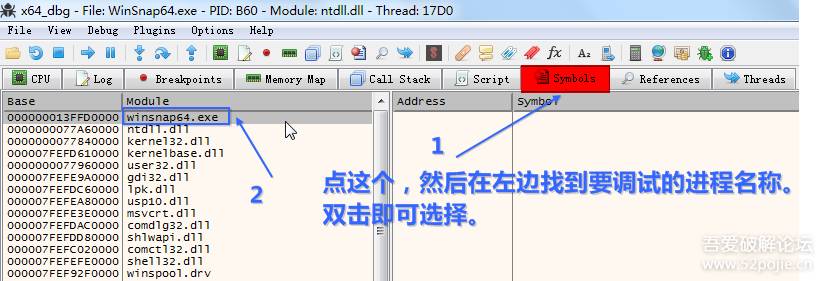 x64_dbg - File: WinSnap64.exe - PID: B60 - Module: ntdll.dll - Thread: 17D0
File View Debug Plugins Options Help
CPU Log Breakpoints Memory Map Call Stack Script Symbols References Threads
Base Module Address Symbol
000000013FFD0000 winsnap64.exe
0000000077A60000 ntdll.dll
0000000077840000 kernel32.dll
000007FEFD610000 kernelbase.dll
0000000077960000 user32.dll
000007FEFE9A0000 gdi32.dll
000007FEFDC60000 lpk.dll
000007FEFEA80000 usp10.dll
000007FEFE3E0000 msvcrt.dll
000007FEFDAC0000 comdlg32.dll
000007FEFDD80000 shlwapi.dll
000007FEFC020000 comctl32.dll
000007FEFEE00000 shell32.dll
000007FEF92F0000 winspool.drv
1
2
点这个，然后在左边找到要调试的进程名称。
双击即可选择。
吾爱破解论坛
www.52pojie.cn